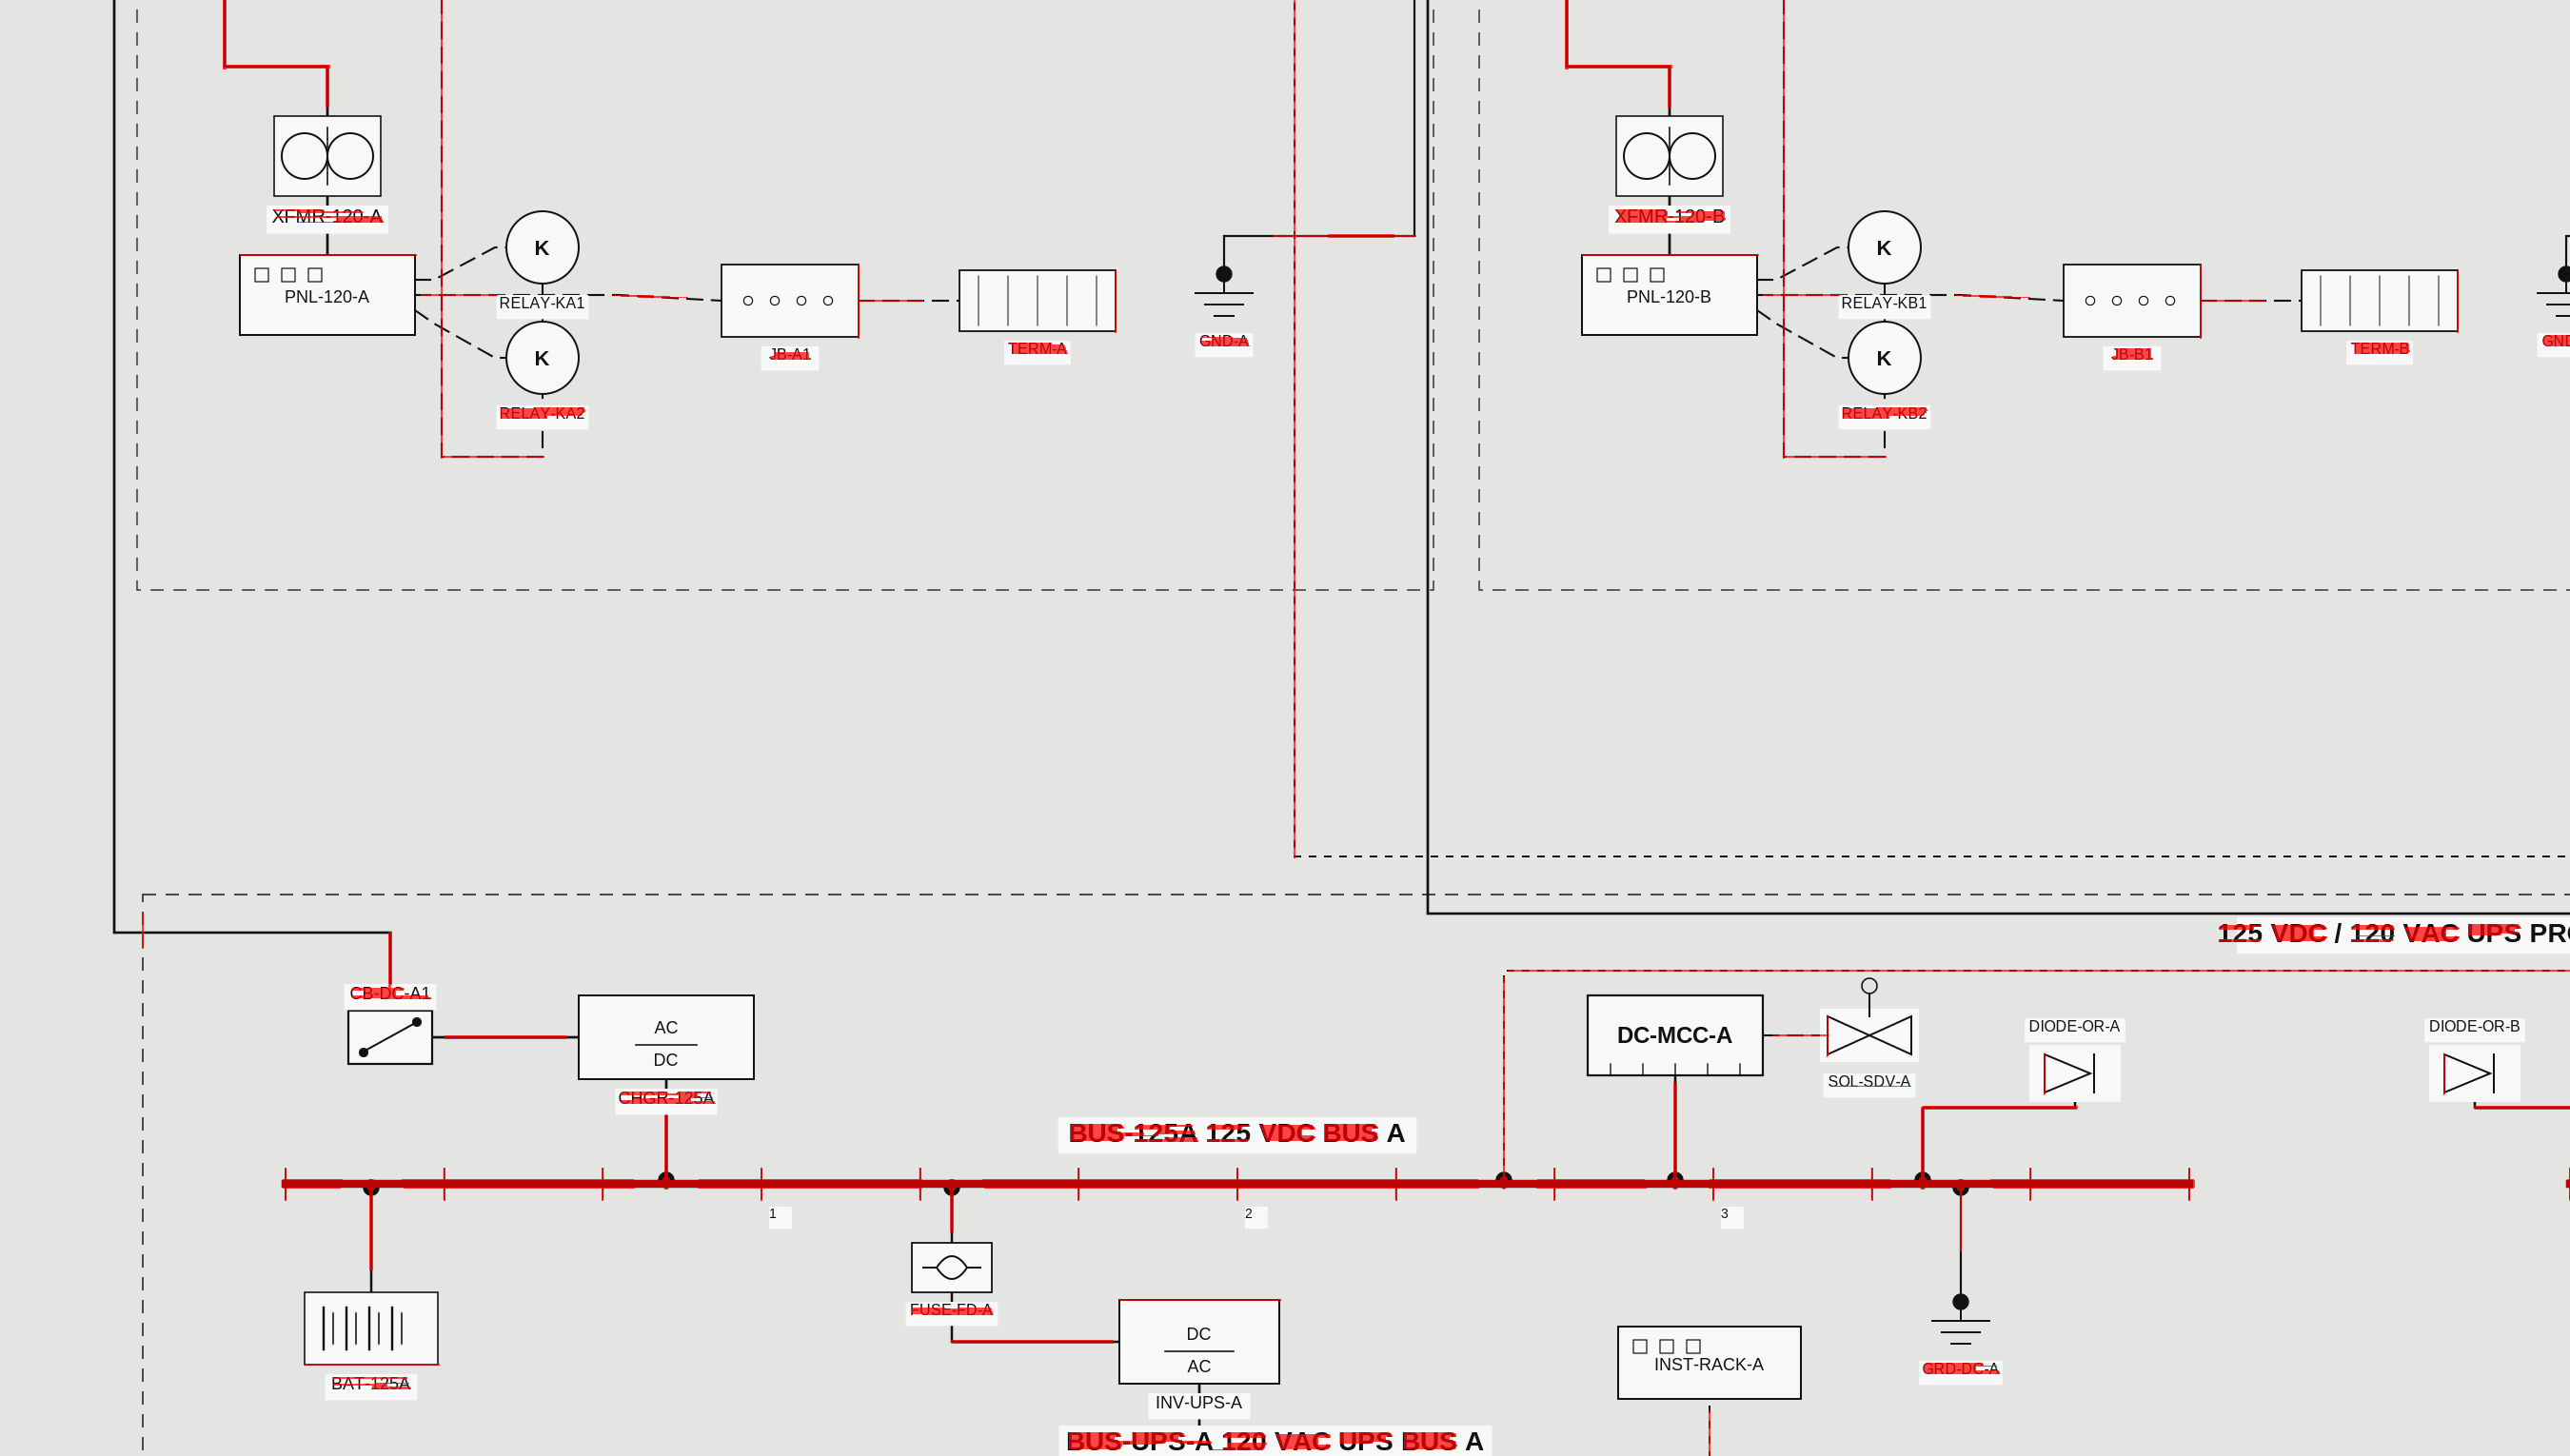 XFMR-120-A
PNL-120-A
K
RELAY-KA1
K
RELAY-KA2
JB-A1
TERM-A
GND-A
XFMR-120-B
PNL-120-B
K
RELAY-KB1
K
RELAY-KB2
JB-B1
TERM-B
GND
125 VDC / 120 VAC UPS PRO
CB-DC-A1
AC
DC
CHGR-125A
DC-MCC-A
SOL-SDV-A
DIODE-OR-A
DIODE-OR-B
BUS-125A 125 VDC BUS A
1
2
3
FUSE-FD-A
BAT-125A
DC
AC
INV-UPS-A
INST-RACK-A
GRD-DC-A
BUS-UPS-A 120 VAC UPS BUS A